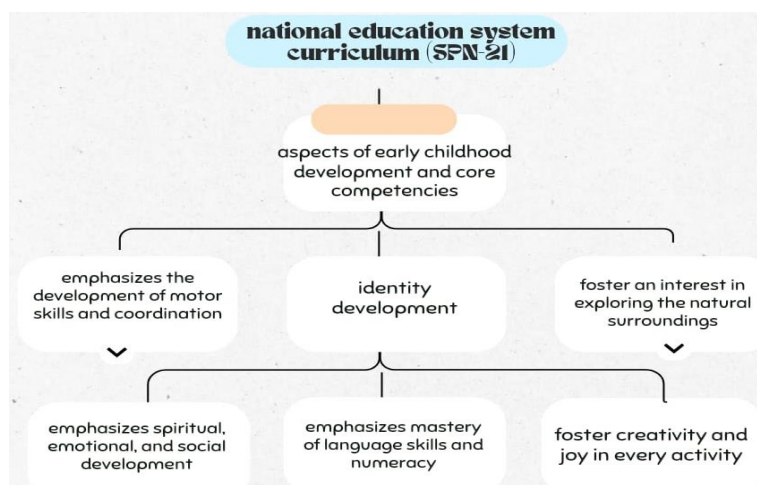 national education system
curriculum (SPN-21)
aspects of early childhood
development and core
competencies
emphasizes the
development of motor
skills and coordination
identity
development
foster an interest in
exploring the natural
surroundings
emphasizes spiritual,
emotional, and social
development
emphasizes mastery
of language skills and
numeracy
foster creativity and
joy in every activity